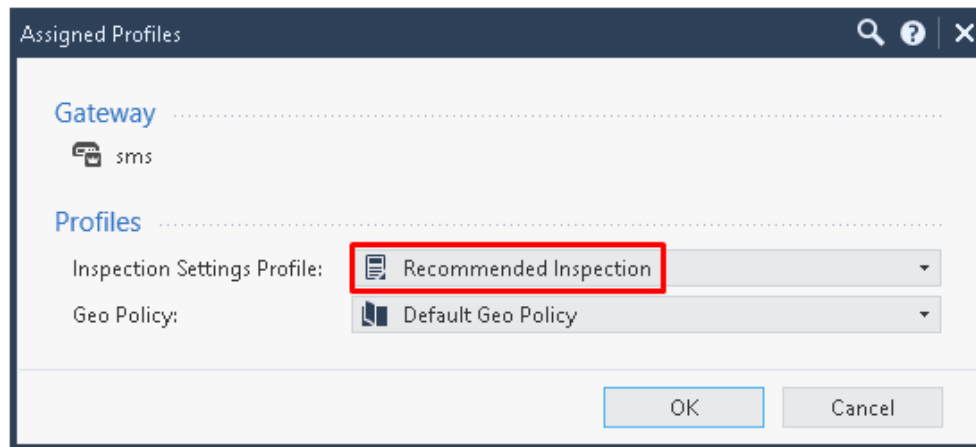 Assigned Profiles
Gateway
sms
Profiles
Inspection Settings Profile: Recommended Inspection
Geo Policy: Default Geo Policy
OK Cancel